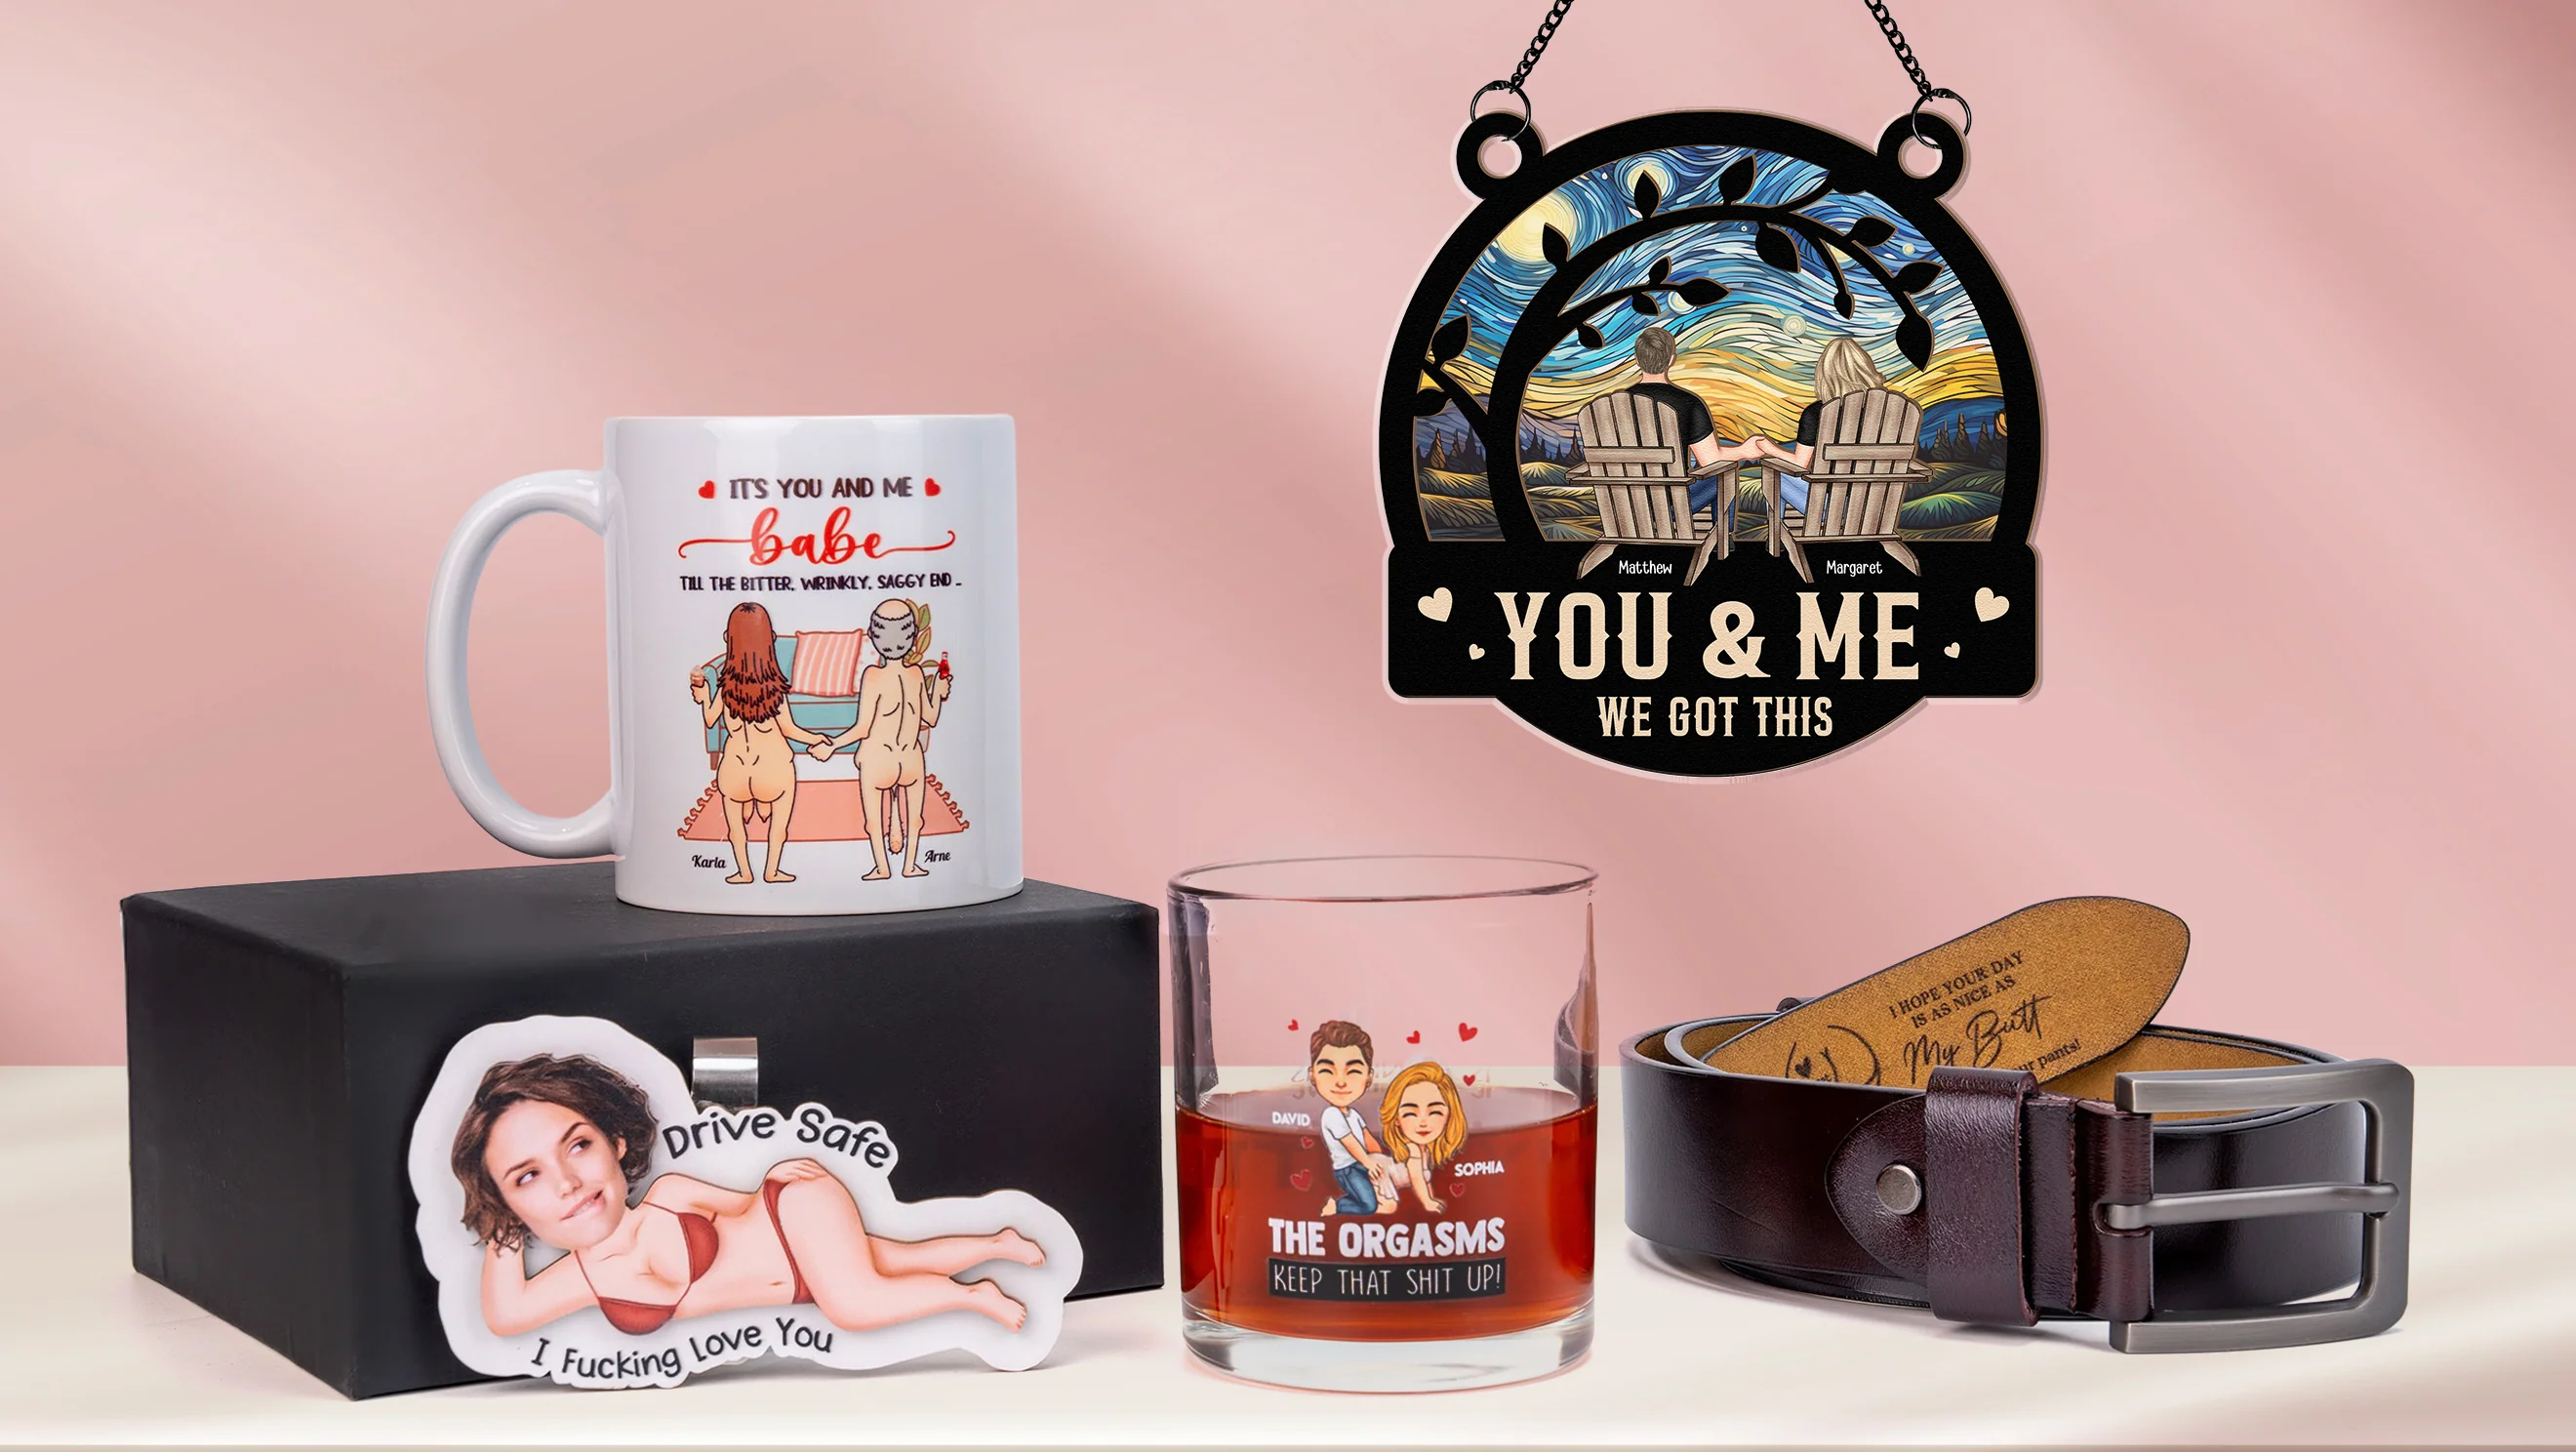 IT'S YOU AND ME
babe
TILL THE BITTER, WRINKLY, SAGGY END...
Karla
Arne
Matthew
Margaret
YOU & ME
WE GOT THIS
Drive Safe
I Fucking Love You
DAVID
SOPHIA
THE ORGASMS
KEEP THAT SHIT UP!
I HOPE YOUR DAY
IS AS NICE AS
My Butt
pants!